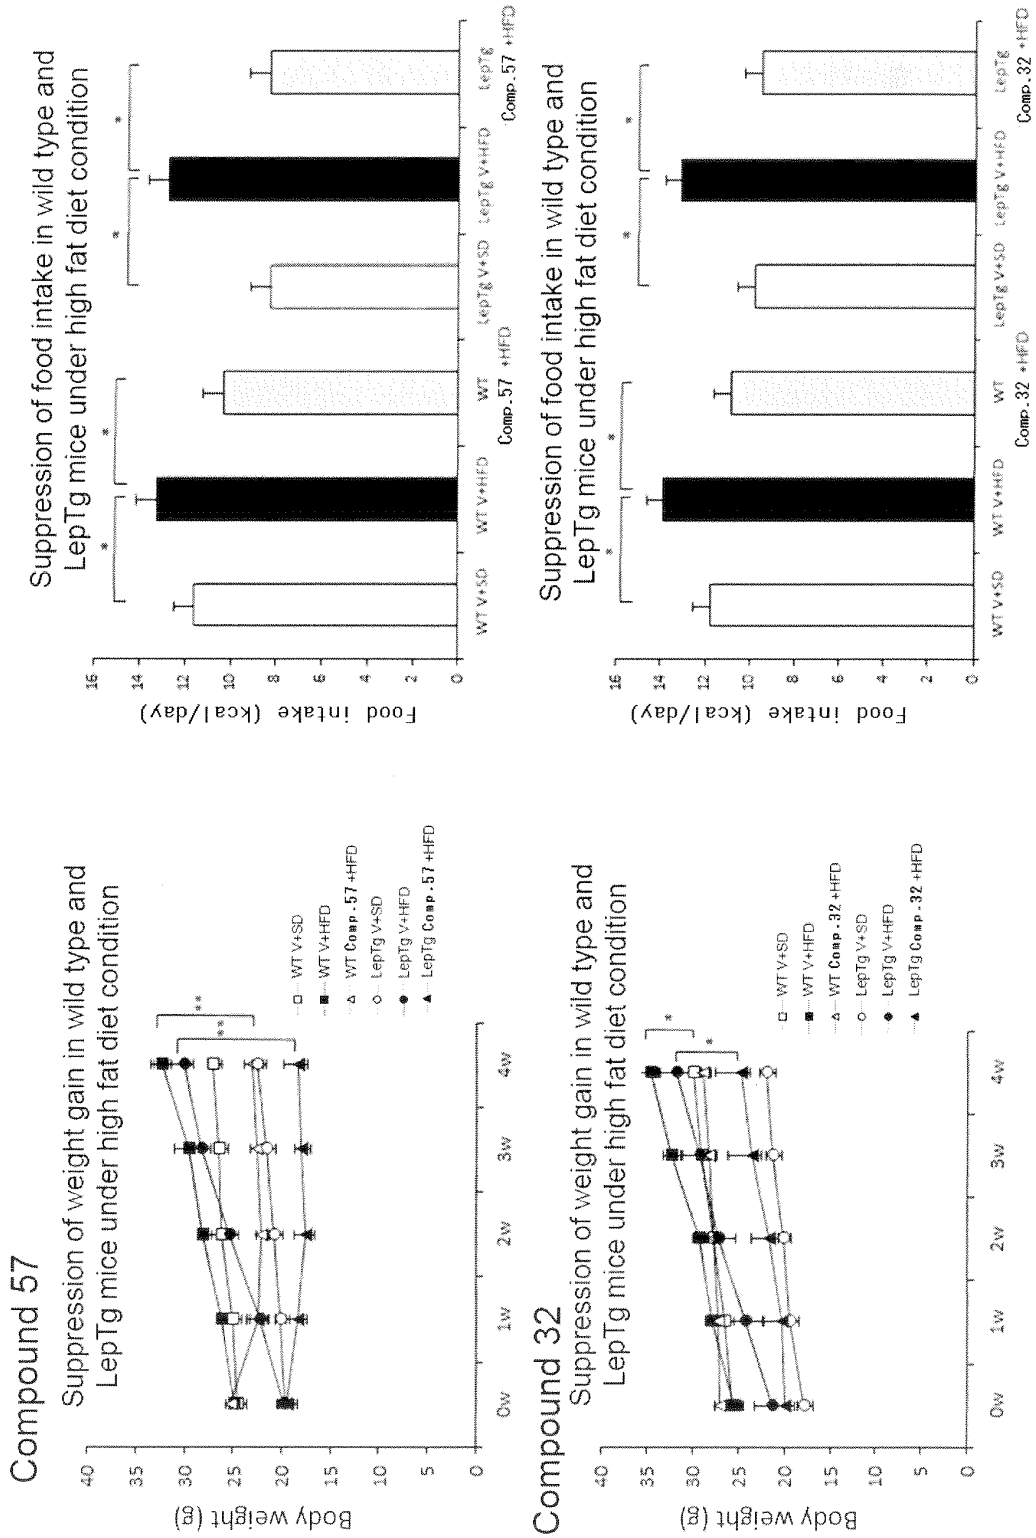 Compound 57
Suppression of weight gain in wild type and
LepTg mice under high fat diet condition
Body weight (g)
40
35
30
25
20
15
10
5
0
0w
1w
2w
3w
4w
**
**
WT V+SD
WT V+HFD
WT Comp.57 +HFD
LepTg V+SD
LepTg V+HFD
LepTg Comp.57 +HFD
Suppression of food intake in wild type and
LepTg mice under high fat diet condition
Food intake (kcal/day)
16
14
12
10
8
6
4
2
0
*
*
*
*
WT V+SD
WT V+HFD
WT
Comp.57 +HFD
LepTg V+SD
LepTg V+HFD
LepTg
Comp.57 +HFD
Compound 32
Suppression of weight gain in wild type and
LepTg mice under high fat diet condition
Body weight (g)
40
35
30
25
20
15
10
5
0
0w
1w
2w
3w
4w
*
*
WT V+SD
WT V+HFD
WT Comp.32 +HFD
LepTg V+SD
LepTg V+HFD
LepTg Comp.32 +HFD
Suppression of food intake in wild type and
LepTg mice under high fat diet condition
Food intake (kcal/day)
16
14
12
10
8
6
4
2
0
*
*
*
*
WT V+SD
WT V+HFD
WT
Comp.32 +HFD
LepTg V+SD
LepTg V+HFD
LepTg
Comp.32 +HFD